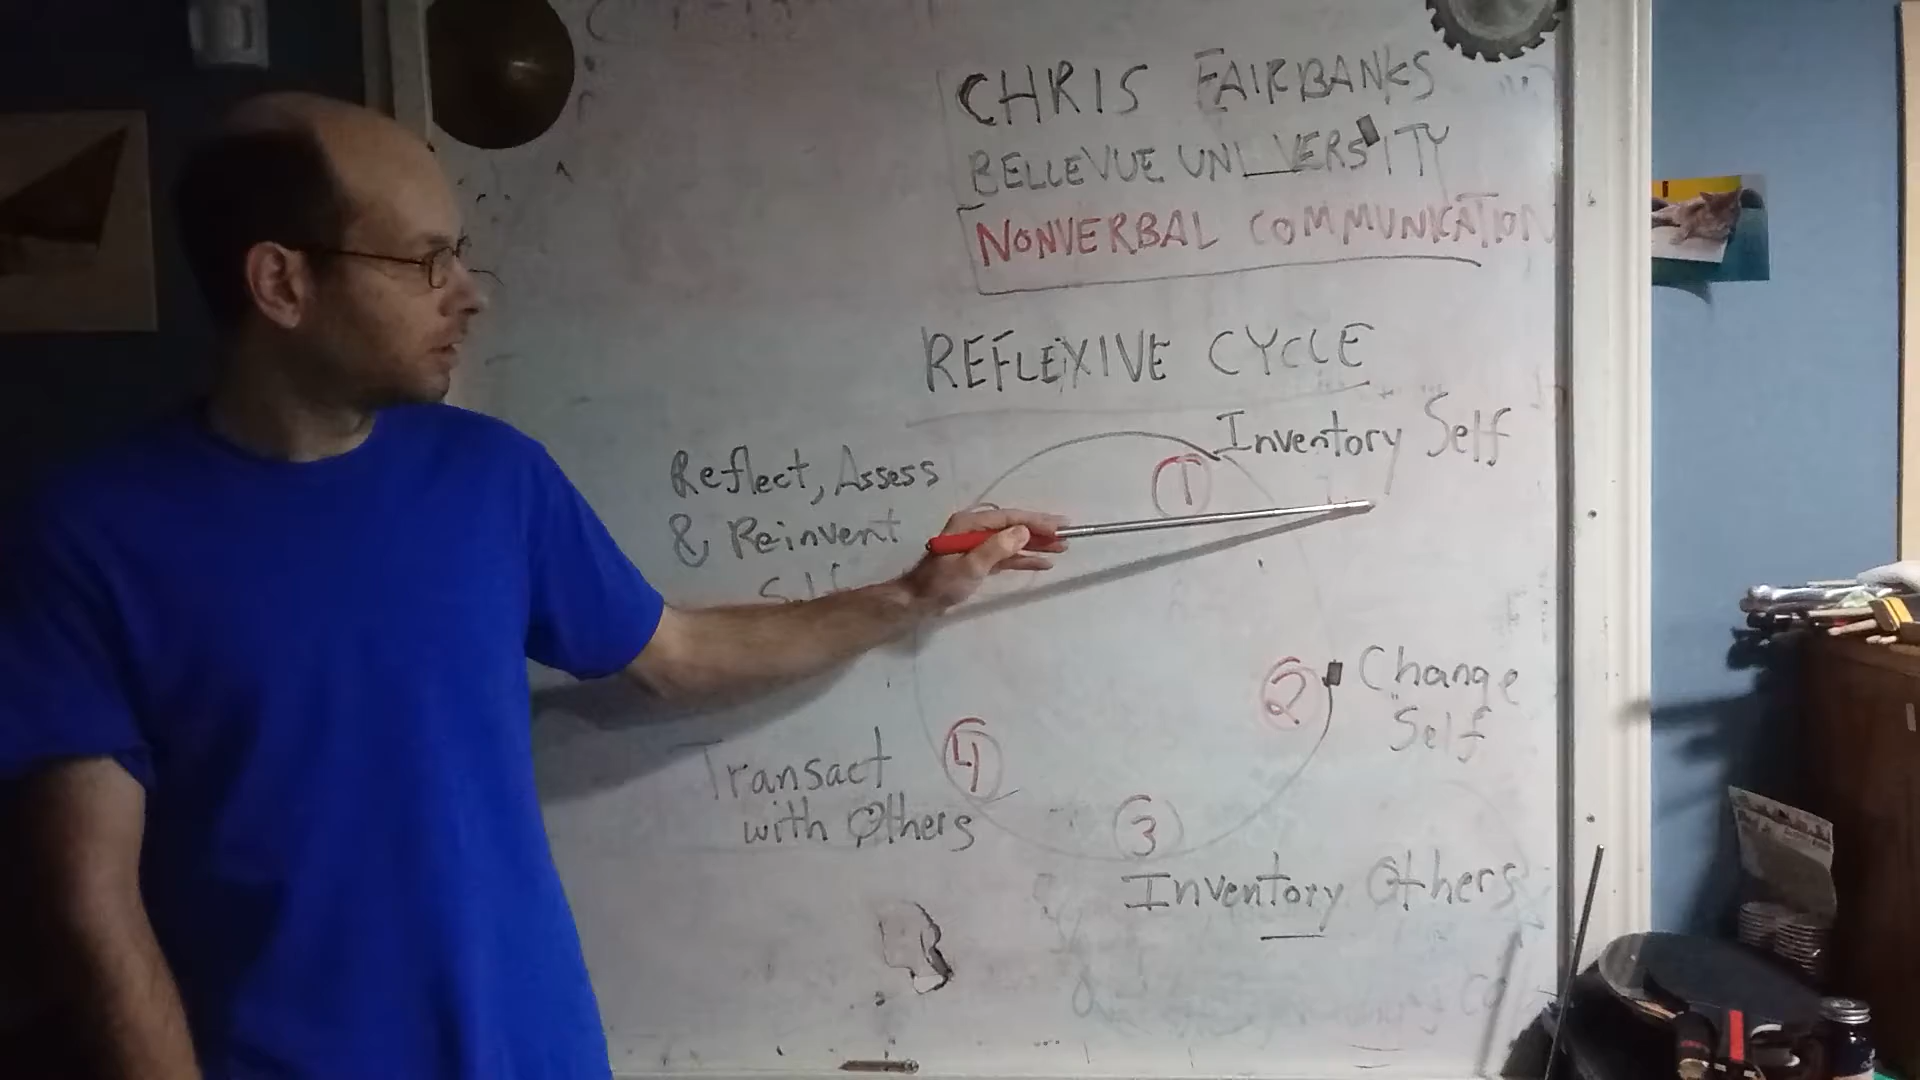 CHRIS FAIRBANKS
BELLEVUE UNIVERSITY
NONVERBAL COMMUNICATION
REFLEXIVE CYCLE
1 Inventory Self
Reflect, Assess
& Reinvent
Self
2 Change
Self
4 Transact
with Others
3
Inventory Others